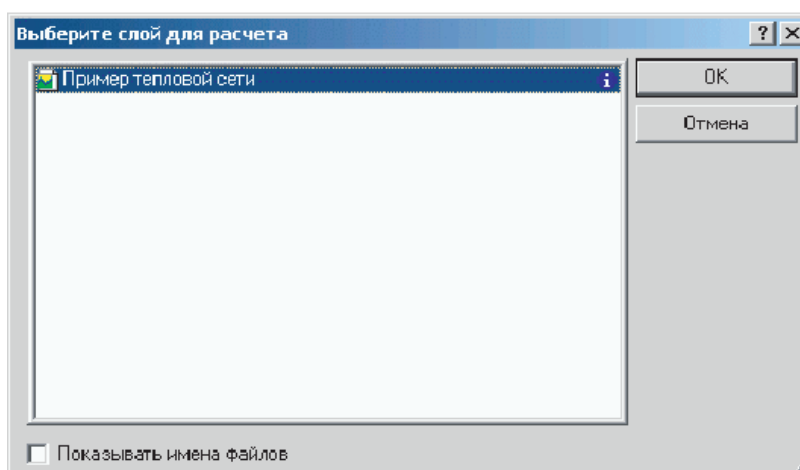 Выберите слой для расчета
Пример тепловой сети
OK
Отмена
Показывать имена файлов